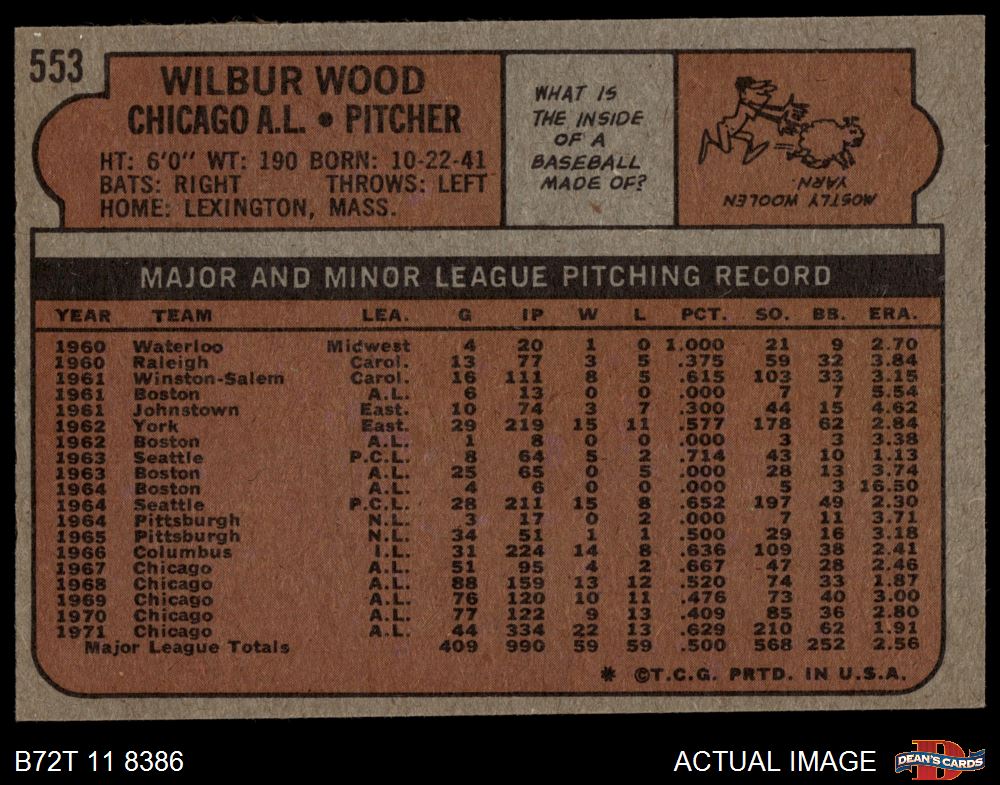 553
WILBUR WOOD
CHICAGO A.L. • PITCHER
HT: 6'0" WT: 190 BORN: 10-22-41
BATS: RIGHT THROWS: LEFT
HOME: LEXINGTON, MASS.
WHAT IS
THE INSIDE
OF A
BASEBALL
MADE OF?
MOSTLY WOOLEN
YARN.
MAJOR AND MINOR LEAGUE PITCHING RECORD
YEAR TEAM LEA. G IP W L PCT. SO. BB. ERA.
1960 Waterloo Midwest 4 20 1 0 1.000 21 9 2.70
1960 Raleigh Carol. 13 77 3 5 .375 59 32 3.84
1961 Winston-Salem Carol. 16 111 8 5 .615 103 33 3.15
1961 Boston A.L. 6 13 0 0 .000 7 7 5.54
1961 Johnstown East. 10 74 3 7 .300 44 15 4.62
1962 York East. 29 219 15 11 .577 178 62 2.84
1962 Boston A.L. 1 8 0 0 .000 3 3 3.38
1963 Seattle P.C.L. 8 64 5 2 .714 43 10 1.13
1963 Boston A.L. 25 65 0 5 .000 28 13 3.74
1964 Boston A.L. 4 6 0 0 .000 5 3 16.50
1964 Seattle P.C.L. 28 211 15 8 .652 197 49 2.30
1964 Pittsburgh N.L. 3 17 0 2 .000 7 11 3.71
1965 Pittsburgh N.L. 34 51 1 1 .500 29 16 3.18
1966 Columbus I.L. 31 224 14 8 .636 109 38 2.41
1967 Chicago A.L. 51 95 4 2 .667 47 28 2.46
1968 Chicago A.L. 88 159 13 12 .520 74 33 1.87
1969 Chicago A.L. 76 120 10 11 .476 73 40 3.00
1970 Chicago A.L. 77 122 9 13 .409 85 36 2.80
1971 Chicago A.L. 44 334 22 13 .629 210 62 1.91
Major League Totals 409 990 59 59 .500 568 252 2.56
* ©T.C.G. PRTD. IN U.S.A.
B72T 11 8386
ACTUAL IMAGE
D
DEAN'S CARDS